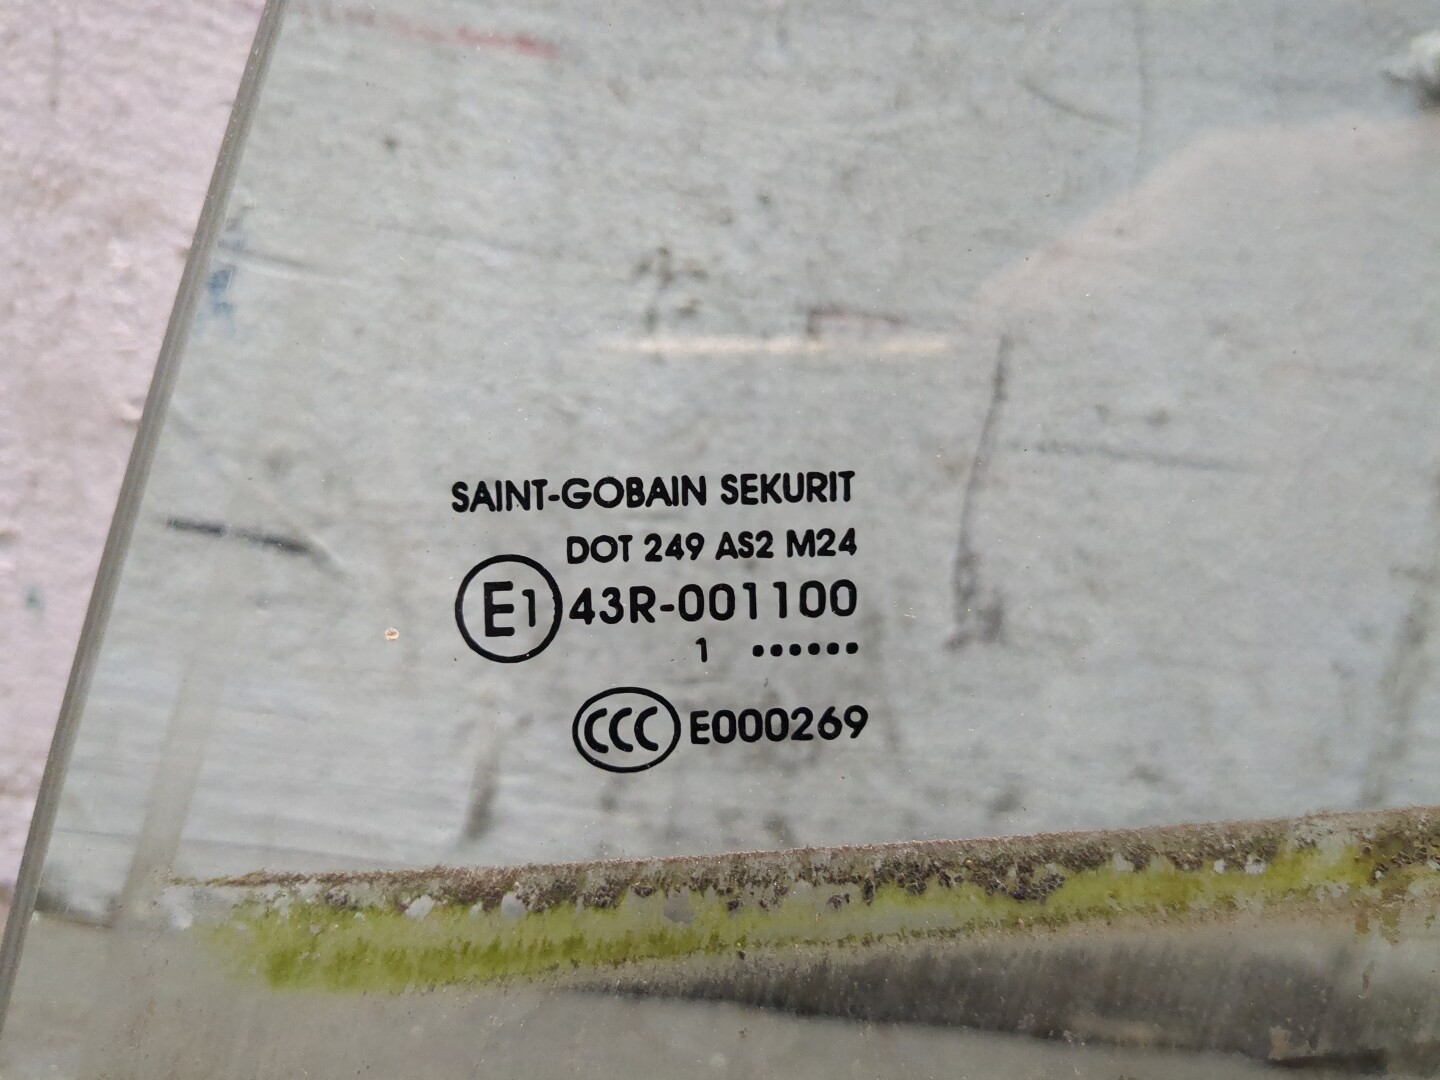 SAINT-GOBAIN SEKURIT
DOT 249 AS2 M24
E1 43R-001100
1 ••••••
CCC E000269